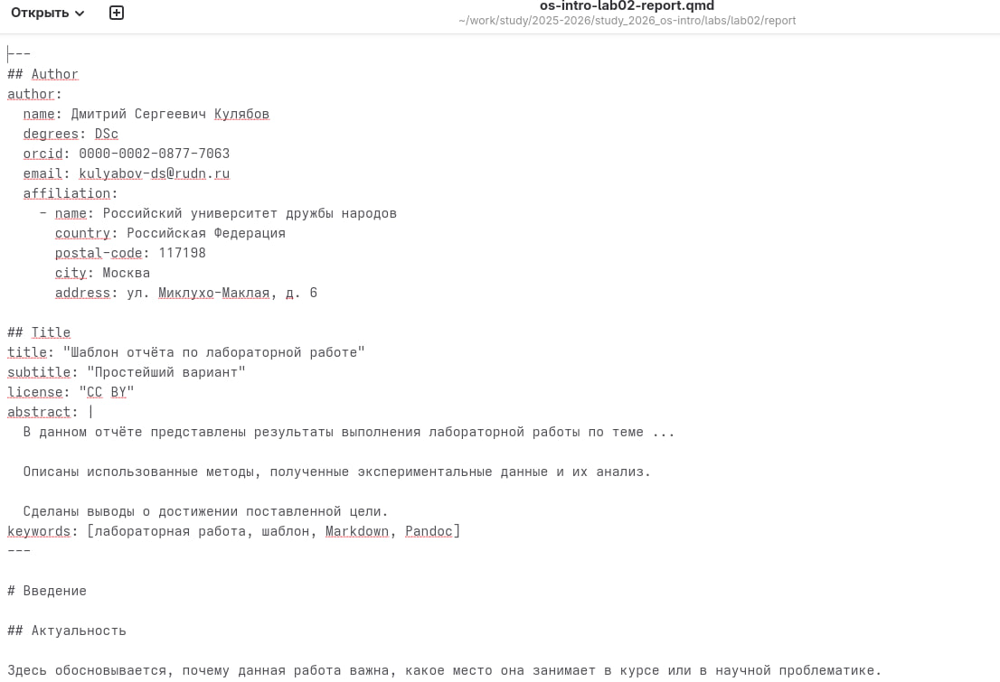 Открыть
os-intro-lab02-report.qmd
~/work/study/2025-2026/study_2026_os-intro/labs/lab02/report
---
## Author
author:
  name: Дмитрий Сергеевич Кулябов
  degrees: DSc
  orcid: 0000-0002-0877-7063
  email: kulyabov-ds@rudn.ru
  affiliation:
    - name: Российский университет дружбы народов
      country: Российская Федерация
      postal-code: 117198
      city: Москва
      address: ул. Миклухо-Маклая, д. 6

## Title
title: "Шаблон отчёта по лабораторной работе"
subtitle: "Простейший вариант"
license: "CC BY"
abstract: |
  В данном отчёте представлены результаты выполнения лабораторной работы по теме ...

  Описаны использованные методы, полученные экспериментальные данные и их анализ.

  Сделаны выводы о достижении поставленной цели.
keywords: [лабораторная работа, шаблон, Markdown, Pandoc]
---

# Введение

## Актуальность

Здесь обосновывается, почему данная работа важна, какое место она занимает в курсе или в научной проблематике.